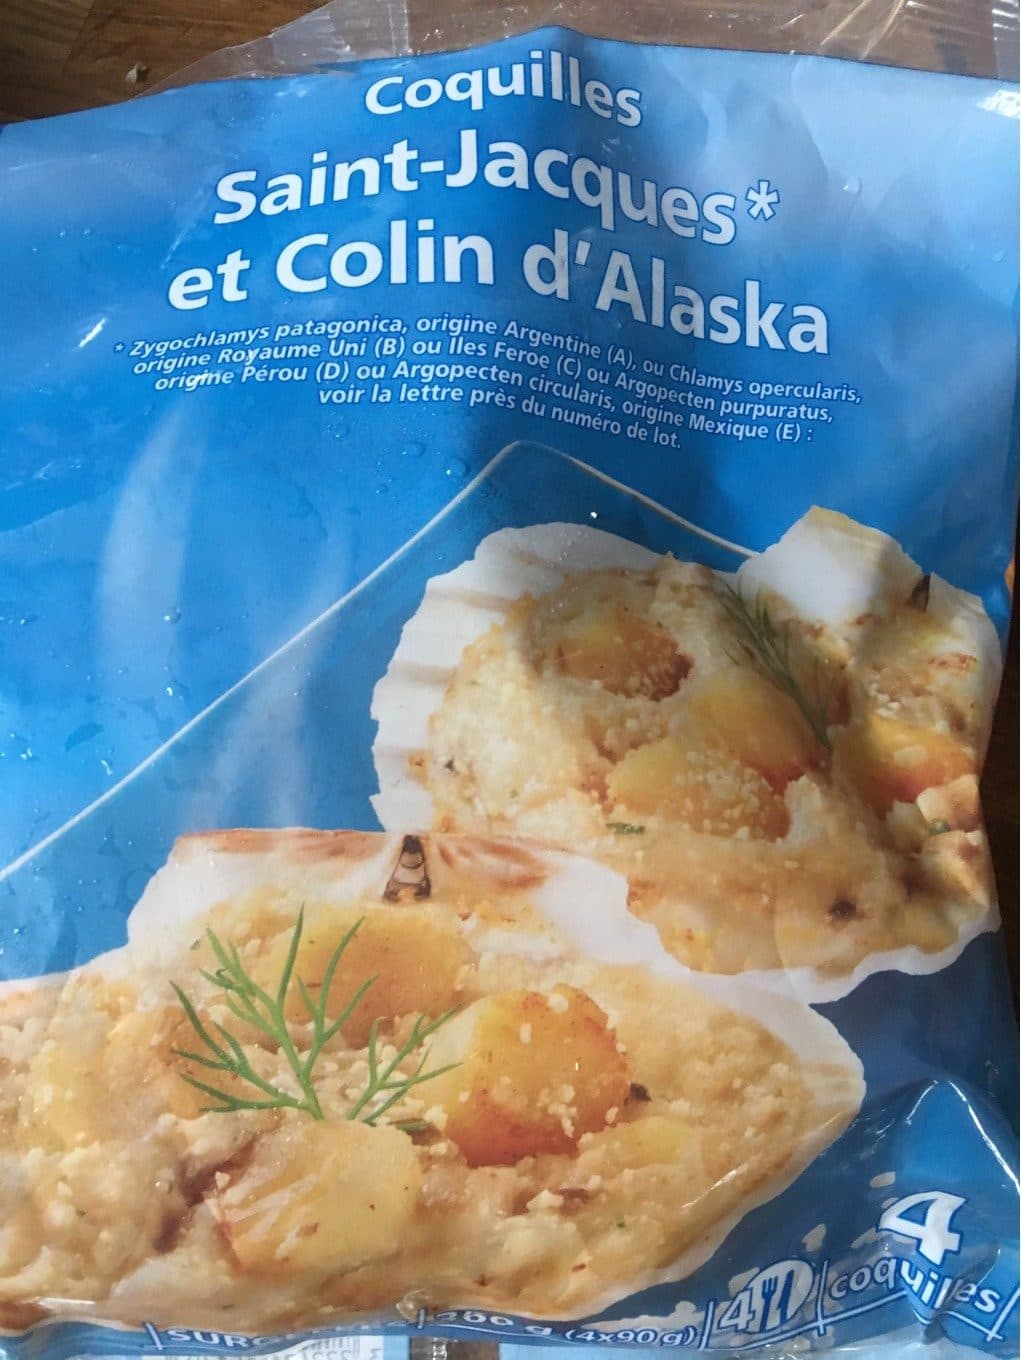 Coquilles
Saint-Jacques*
et Colin d'Alaska
* Zygochlamys patagonica, origine Argentine (A), ou Chlamys opercularis,
origine Royaume Uni (B) ou Iles Feroe (C) ou Argopecten purpuratus,
origine Pérou (D) ou Argopecten circularis, origine Mexique (E) :
voir la lettre près du numéro de lot.
360 g (4x90g)
4
4 coquilles